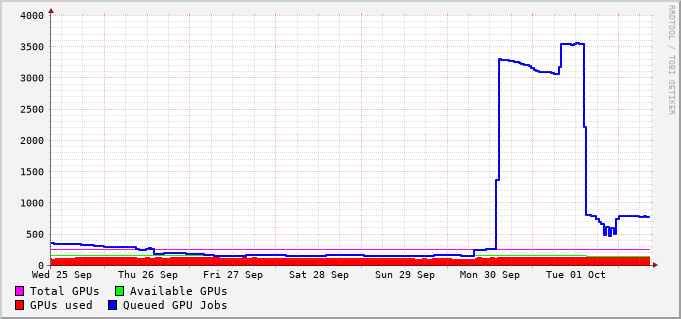 4000
3500
3000
2500
2000
1500
1000
500
0
Wed 25 Sep Thu 26 Sep Fri 27 Sep Sat 28 Sep Sun 29 Sep Mon 30 Sep Tue 01 Oct
Total GPUs Available GPUs
GPUs used Queued GPU Jobs
RRDTOOL / TOBI OETIKER